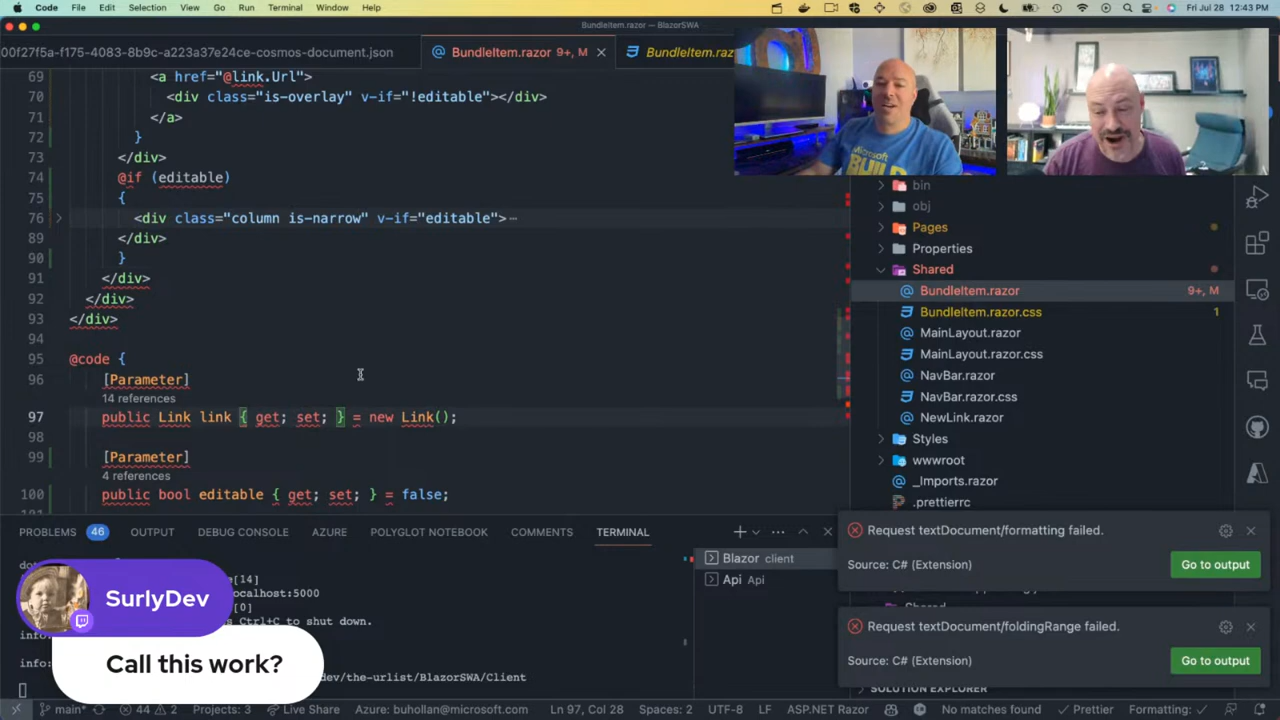 Code File Edit Selection View Go Run Terminal Window Help
Fri Jul 28 12:43 PM
BundleItem.razor — BlazorSWA
00f27f5a-f175-4083-8b9c-a223a37e24ce-cosmos-document.json
BundleItem.razor 9+, M
BundleItem.raz
69 <a href="@link.Url">
70 <div class="is-overlay" v-if="!editable"></div>
71 </a>
72 }
73 </div>
74 @if (editable)
75 {
76 <div class="column is-narrow" v-if="editable">
89 </div>
90 }
91 </div>
92 </div>
93 </div>
94
95 @code {
96 [Parameter]
14 references
97 public Link link { get; set; } = new Link();
98
99 [Parameter]
4 references
100 public bool editable { get; set; } = false;
Microsoft
BUILD
bin
obj
Pages
Properties
Shared
BundleItem.razor 9+, M
BundleItem.razor.css 1
MainLayout.razor
MainLayout.razor.css
NavBar.razor
NavBar.razor.css
NewLink.razor
Styles
wwwroot
_Imports.razor
.prettierrc
PROBLEMS 46 OUTPUT DEBUG CONSOLE AZURE POLYGLOT NOTEBOOK COMMENTS TERMINAL
Blazor client
Api Api
[14]
localhost:5000
[0]
Ctrl+C to shut down.
info:
info:
dev/the-urlist/BlazorSWA/Client
SurlyDev
Call this work?
Request textDocument/formatting failed.
Source: C# (Extension)
Go to output
Request textDocument/foldingRange failed.
Source: C# (Extension)
Go to output
SOLUTION EXPLORER
main* 44 2 Projects: 3 Live Share Azure: buhollan@microsoft.com Ln 97, Col 28 Spaces: 2 UTF-8 LF ASP.NET Razor No matches found Prettier Formatting: